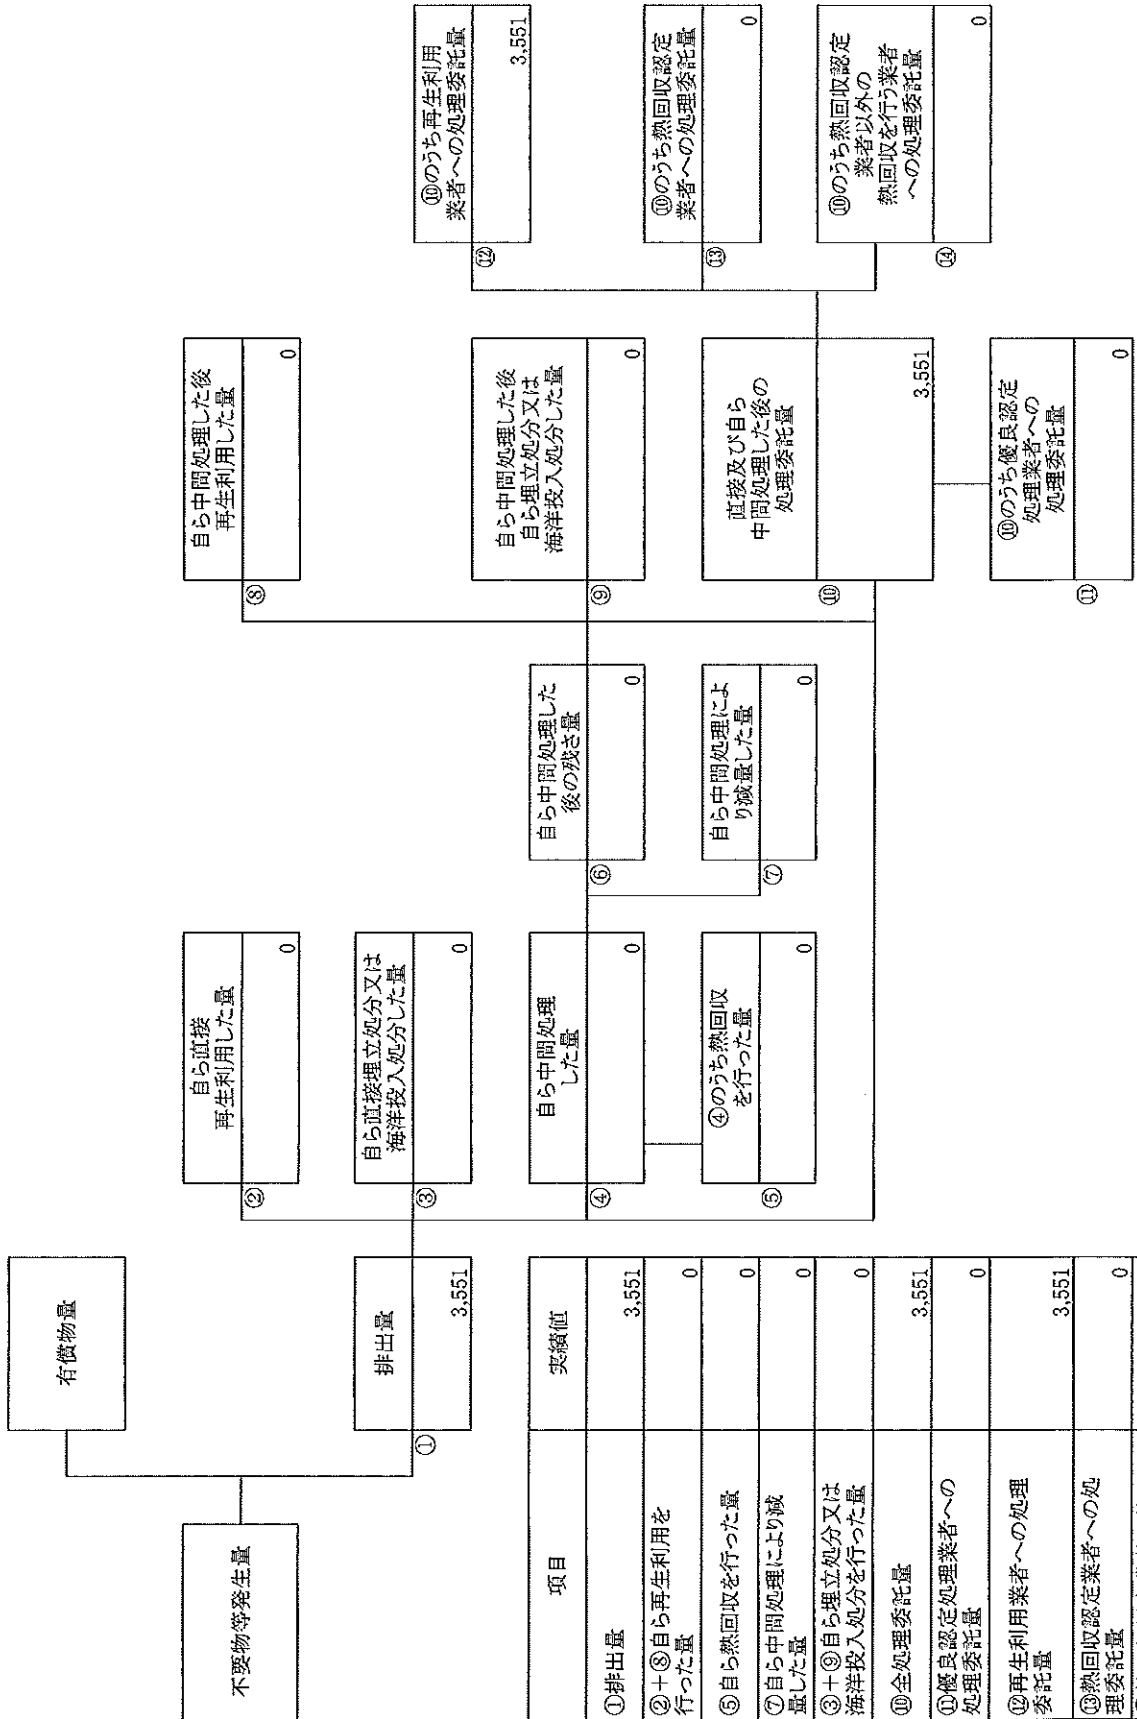 不要物等発生量
有償物量
排出量
①
3,551
自ら直接
再生利用した量
②
0
自ら直接埋立処分又は
海洋投入処分した量
③
0
自ら中間処理
した量
④
0
④のうち熱回収
を行った量
⑤
0
自ら中間処理した
後の残さ量
⑥
0
自ら中間処理によ
り減量した量
⑦
0
自ら中間処理した後
再生利用した量
⑧
0
自ら中間処理した後
自ら埋立処分又は
海洋投入処分した量
⑨
0
直接及び自ら
中間処理した後の
処理委託量
⑩
3,551
⑩のうち優良認定
処理業者への
処理委託量
⑪
0
⑩のうち再生利用
業者への処理委託量
⑫
3,551
⑩のうち熱回収認定
業者への処理委託量
⑬
0
⑩のうち熱回収認定
業者以外の
熱回収を行う業者
への処理委託量
⑭
0
項目 実績値
①排出量 3,551
②+⑧自ら再生利用を
行った量 0
⑤自ら熱回収を行った量 0
⑦自ら中間処理により減
量した量 0
③+⑨自ら埋立処分又は
海洋投入処分を行った量 0
⑩全処理委託量 3,551
⑪優良認定処理業者への
処理委託量 0
⑫再生利用業者への処理
委託量 3,551
⑬熱回収認定業者への処
理委託量 0